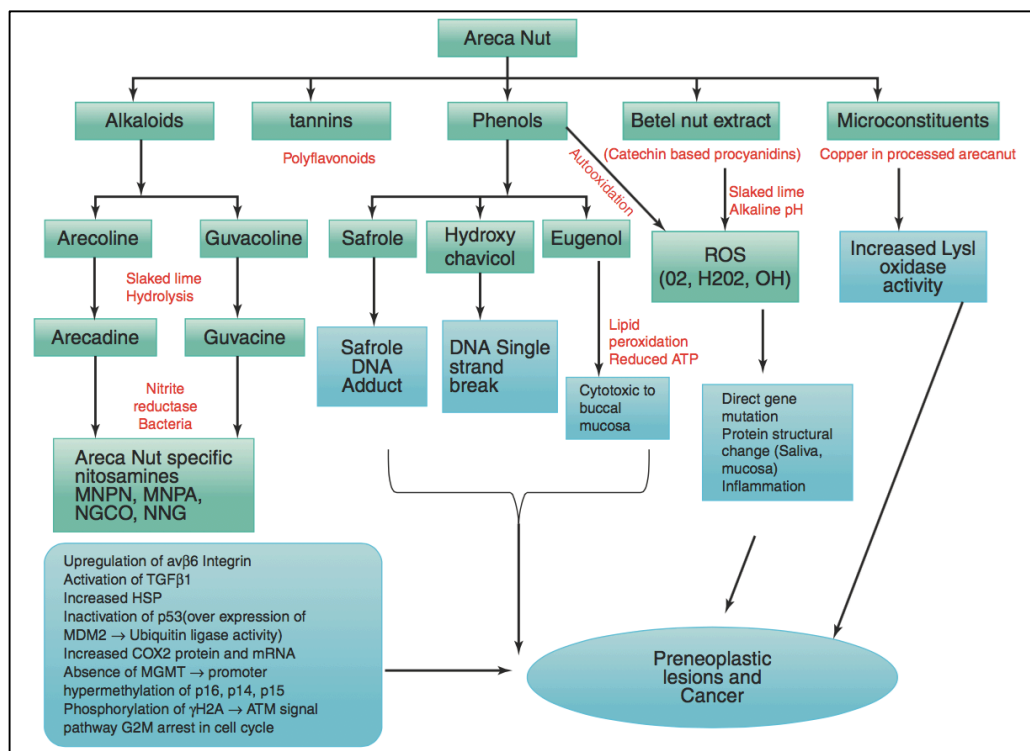 Areca Nut
Alkaloids
tannins
Phenols
Betel nut extract
Microconstituents
Polyflavonoids
Autooxidation
(Catechin based procyanidins)
Copper in processed arecanut
Slaked lime
Alkaline pH
Arecoline
Guvacoline
Safrole
Hydroxy
chavicol
Eugenol
ROS
(02, H202, OH)
Increased Lysl
oxidase
activity
Slaked lime
Hydrolysis
Arecadine
Guvacine
Safrole
DNA
Adduct
DNA Single
strand
break
Lipid
peroxidation
Reduced ATP
Cytotoxic to
buccal
mucosa
Direct gene
mutation
Protein structural
change (Saliva,
mucosa)
Inflammation
Nitrite
reductase
Bacteria
Areca Nut specific
nitosamines
MNPN, MNPA,
NGCO, NNG
Upregulation of avβ6 Integrin
Activation of TGFβ1
Increased HSP
Inactivation of p53(over expression of
MDM2 → Ubiquitin ligase activity)
Increased COX2 protein and mRNA
Absence of MGMT → promoter
hypermethylation of p16, p14, p15
Phosphorylation of γH2A → ATM signal
pathway G2M arrest in cell cycle
Preneoplastic
lesions and
Cancer